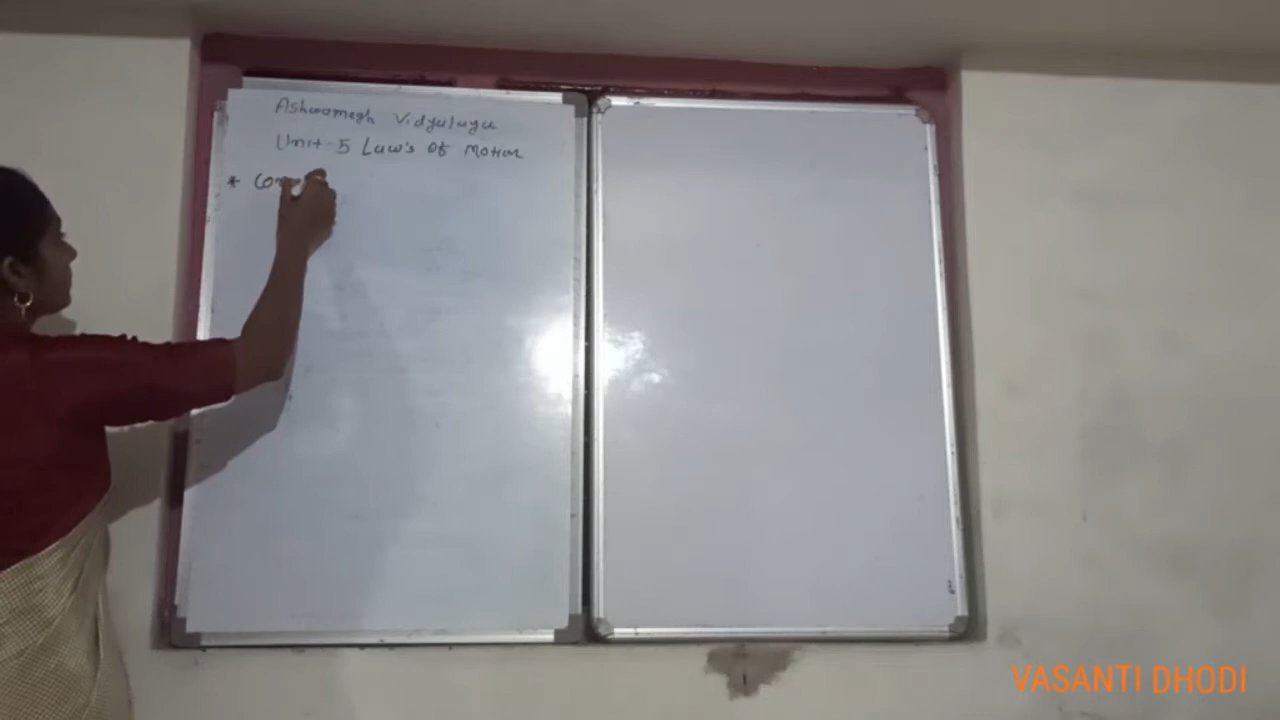 Ashwamegh Vidyalaya
Unit-5 Law's Of Motion
*
VASANTI DHODI